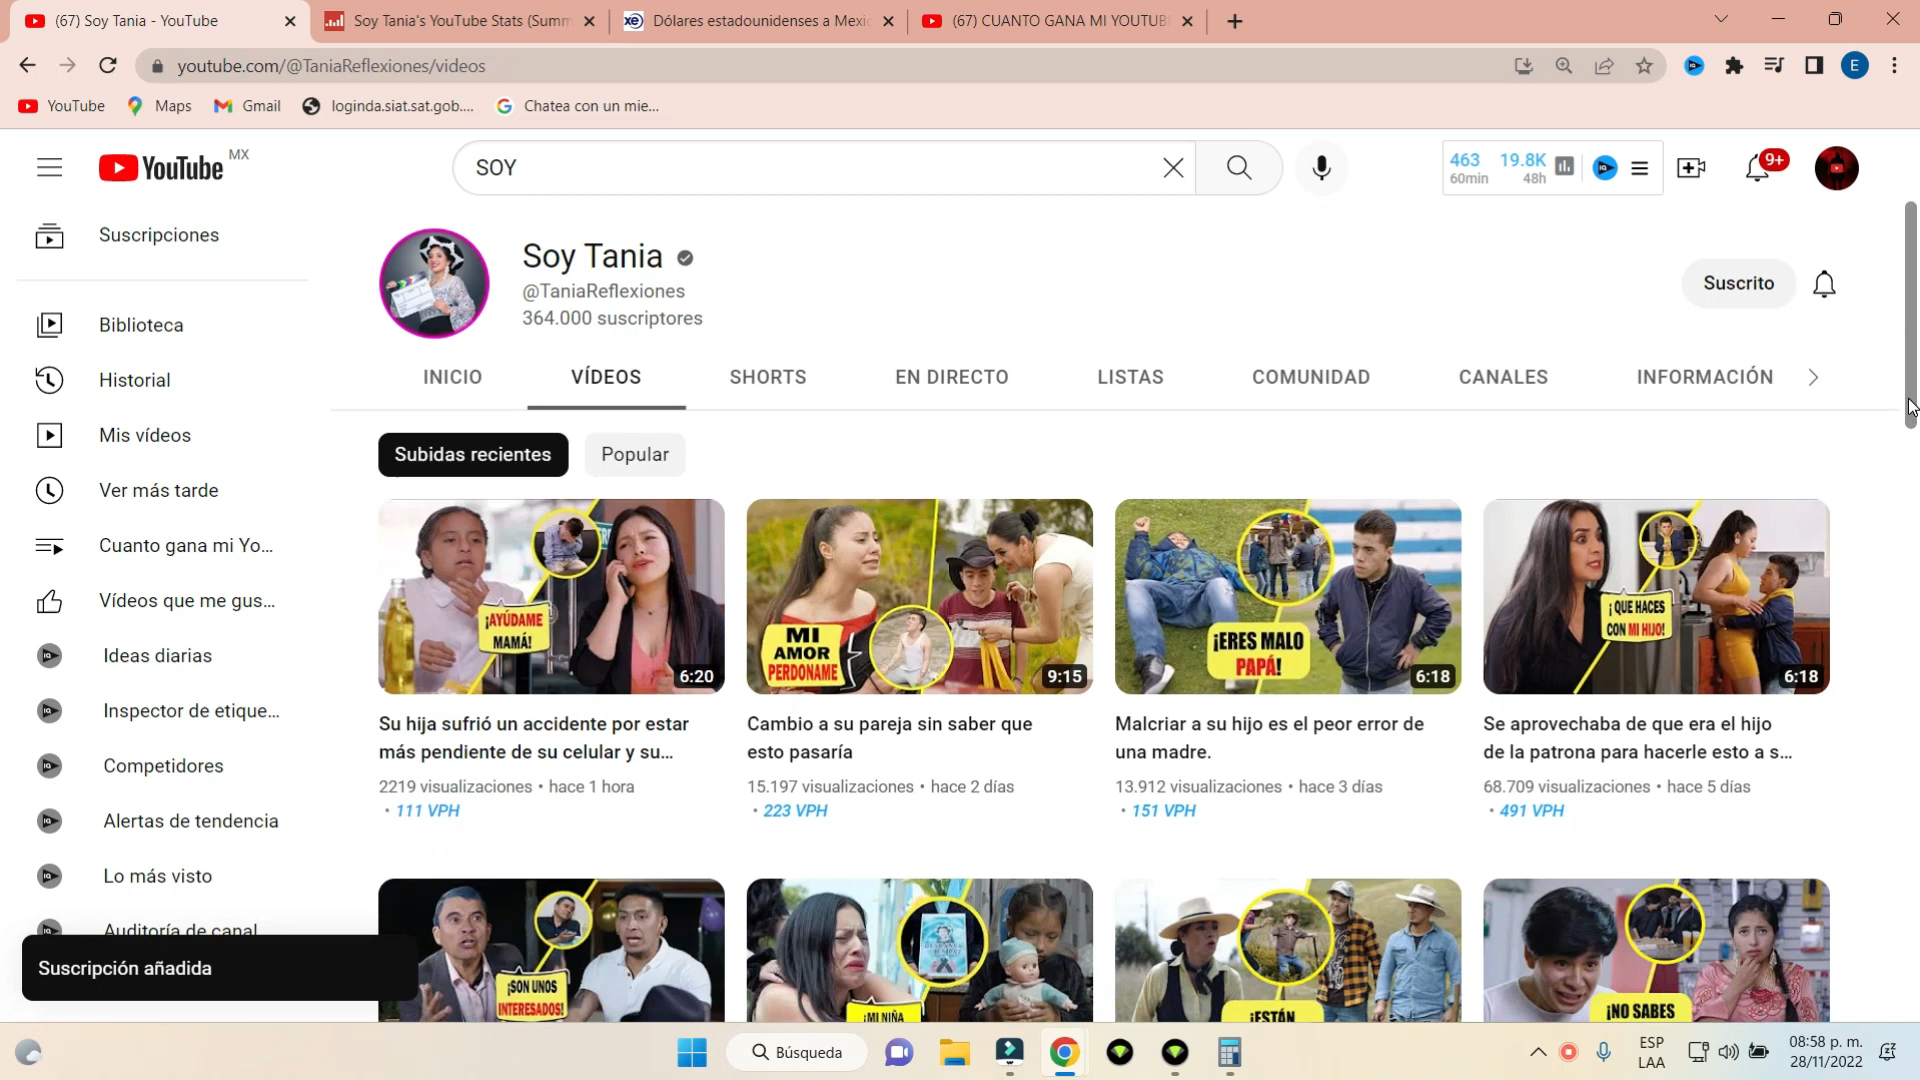 (67) Soy Tania - YouTube
Soy Tania's YouTube Stats (Summ
Dólares estadounidenses a Mexic
(67) CUANTO GANA MI YOUTUB
youtube.com/@TaniaReflexiones/videos
E
YouTube
Maps
Gmail
loginda.siat.sat.gob....
Chatea con un mie...
YouTube MX
SOY
463 60min
19.8K 48h
9+
Suscripciones
Biblioteca
Historial
Mis vídeos
Ver más tarde
Cuanto gana mi Yo...
Vídeos que me gus...
Ideas diarias
Inspector de etique...
Competidores
Alertas de tendencia
Lo más visto
Auditoría de canal
Suscripción añadida
Soy Tania
@TaniaReflexiones
364.000 suscriptores
Suscrito
INICIO
VÍDEOS
SHORTS
EN DIRECTO
LISTAS
COMUNIDAD
CANALES
INFORMACIÓN
Subidas recientes
Popular
¡AYÚDAME
MAMÁ!
6:20
Su hija sufrió un accidente por estar
más pendiente de su celular y su...
2219 visualizaciones • hace 1 hora
• 111 VPH
MI
AMOR
PERDONAME
9:15
Cambio a su pareja sin saber que
esto pasaría
15.197 visualizaciones • hace 2 días
• 223 VPH
¡ERES MALO
PAPÁ!
6:18
Malcriar a su hijo es el peor error de
una madre.
13.912 visualizaciones • hace 3 días
• 151 VPH
¡ QUE HACES
CON MI HIJO!
6:18
Se aprovechaba de que era el hijo
de la patrona para hacerle esto a s...
68.709 visualizaciones • hace 5 días
• 491 VPH
¡SON UNOS
INTERESADOS!
¡MI NIÑA
¡ESTÁN
¡NO SABES
Búsqueda
ESP
LAA
08:58 p. m.
28/11/2022